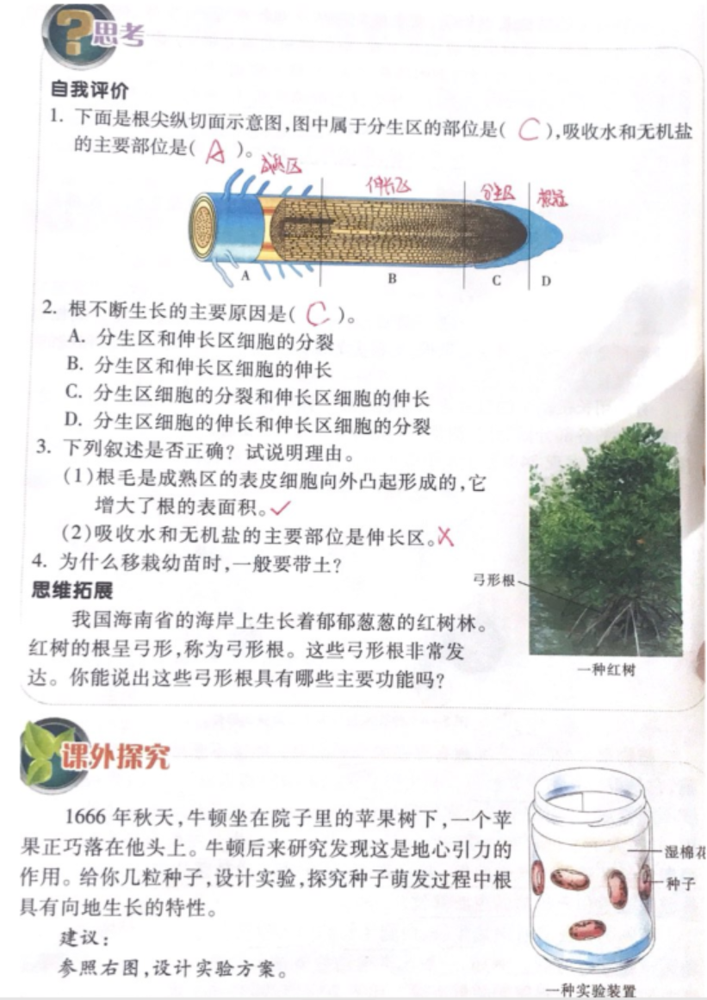 思考
自我评价
1. 下面是根尖纵切面示意图,图中属于分生区的部位是( C ),吸收水和无机盐
的主要部位是( A )。
成熟区
伸长区
分生区
根冠
A
B
C
D
2. 根不断生长的主要原因是( C )。
A. 分生区和伸长区细胞的分裂
B. 分生区和伸长区细胞的伸长
C. 分生区细胞的分裂和伸长区细胞的伸长
D. 分生区细胞的伸长和伸长区细胞的分裂
3. 下列叙述是否正确? 试说明理由。
(1)根毛是成熟区的表皮细胞向外凸起形成的,它
增大了根的表面积。✓
(2)吸收水和无机盐的主要部位是伸长区。X
4. 为什么移栽幼苗时,一般要带土?
弓形根
思维拓展
我国海南省的海岸上生长着郁郁葱葱的红树林。
红树的根呈弓形,称为弓形根。这些弓形根非常发
达。你能说出这些弓形根具有哪些主要功能吗?
一种红树
课外探究
1666 年秋天,牛顿坐在院子里的苹果树下,一个苹
果正巧落在他头上。牛顿后来研究发现这是地心引力的
作用。给你几粒种子,设计实验,探究种子萌发过程中根
具有向地生长的特性。
建议:
参照右图,设计实验方案。
湿棉花
种子
一种实验装置